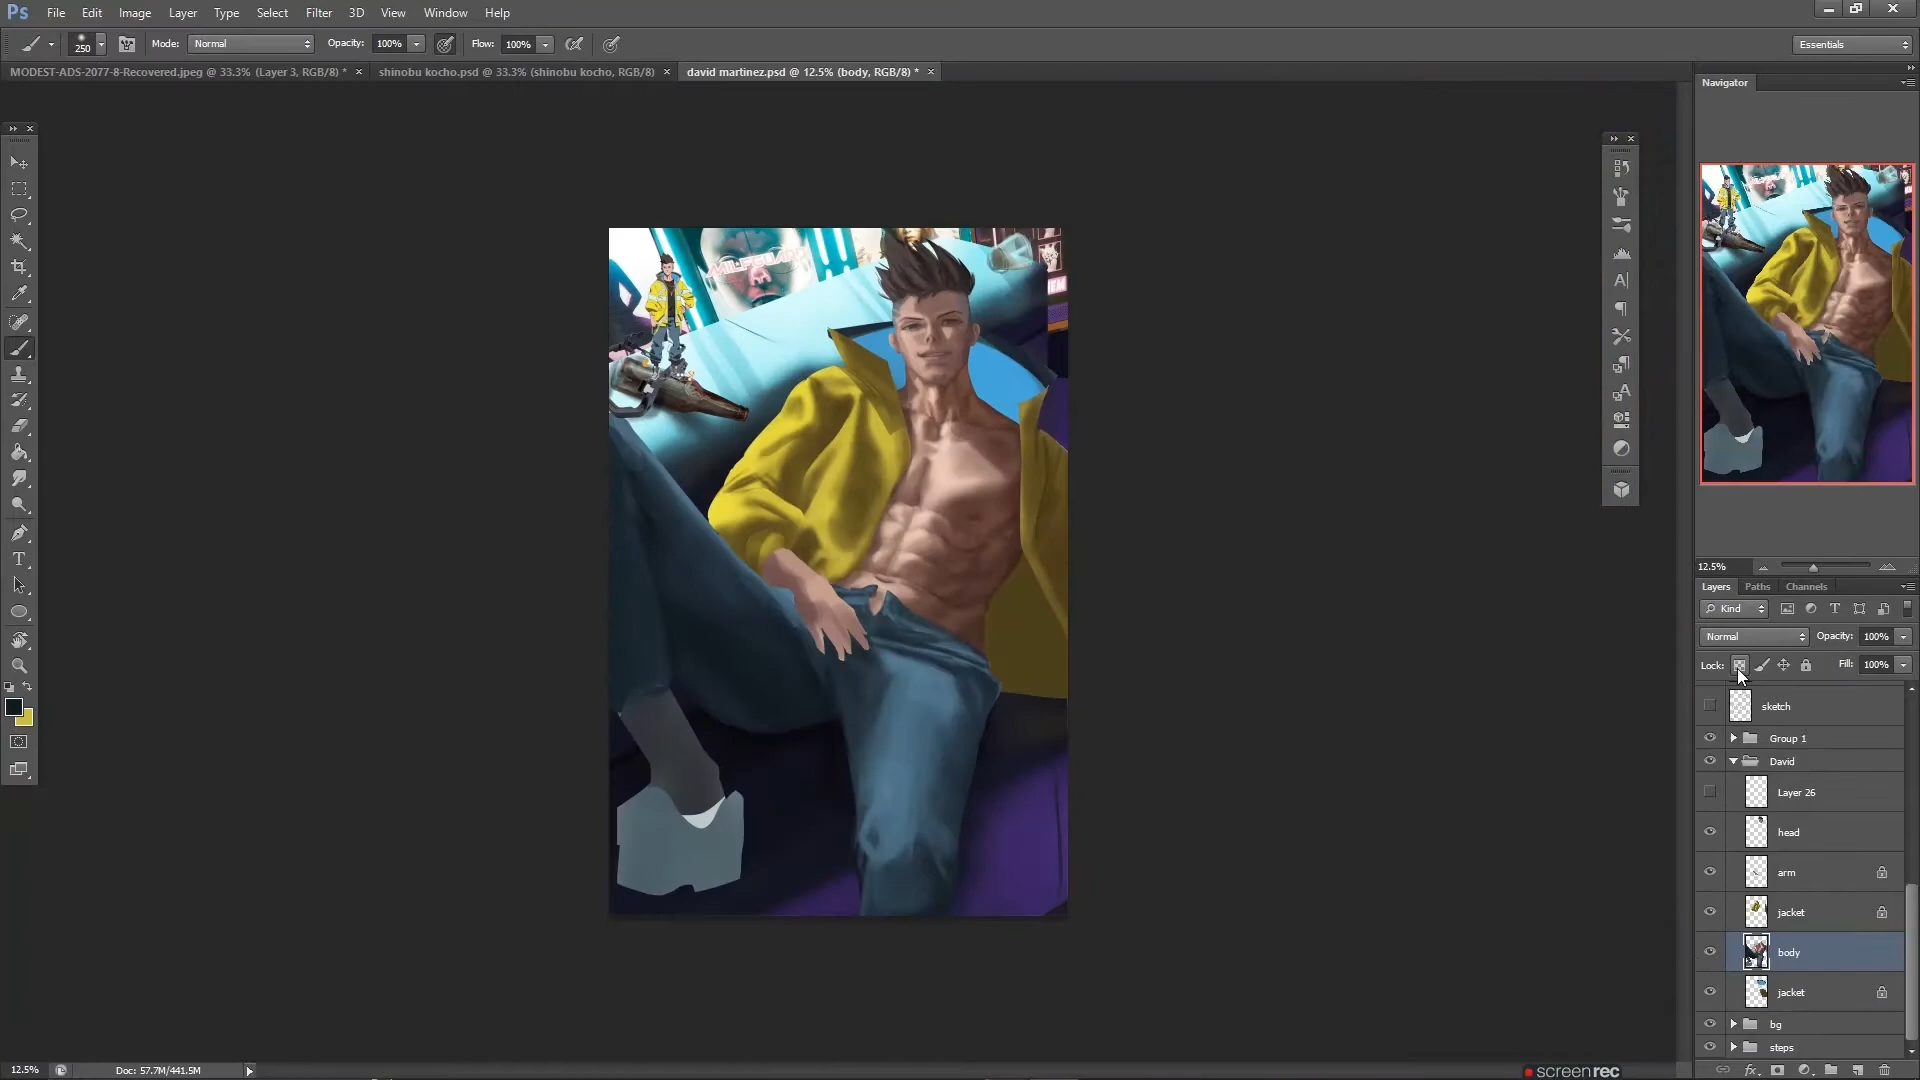 Ps File Edit Image Layer Type Select Filter 3D View Window Help
250 Mode: Normal Opacity: 100% Flow: 100% Essentials
MODEST-ADS-2077-8-Recovered.jpeg @ 33.3% (Layer 3, RGB/8) * × shinobu kocho.psd @ 33.3% (shinobu kocho, RGB/8) × david martinez.psd @ 12.5% (body, RGB/8) * ×
Navigator
MILFGUARD
12.5%
Layers Paths Channels
Kind
Normal Opacity: 100%
Lock: Fill: 100%
sketch
Group 1
David
Layer 26
head
arm
jacket
body
jacket
bg
steps
12.5% Doc: 57.7M/441.5M
screenrec